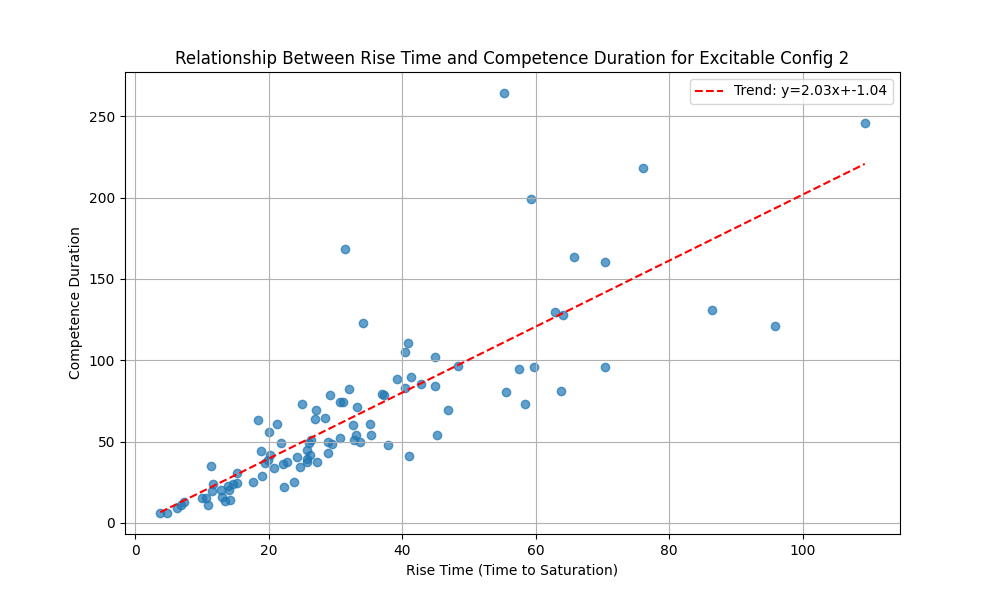 Relationship Between Rise Time and Competence Duration for Excitable Config 2
Trend: y=2.03x+-1.04
Competence Duration
250
200
150
100
50
0
0 20 40 60 80 100
Rise Time (Time to Saturation)